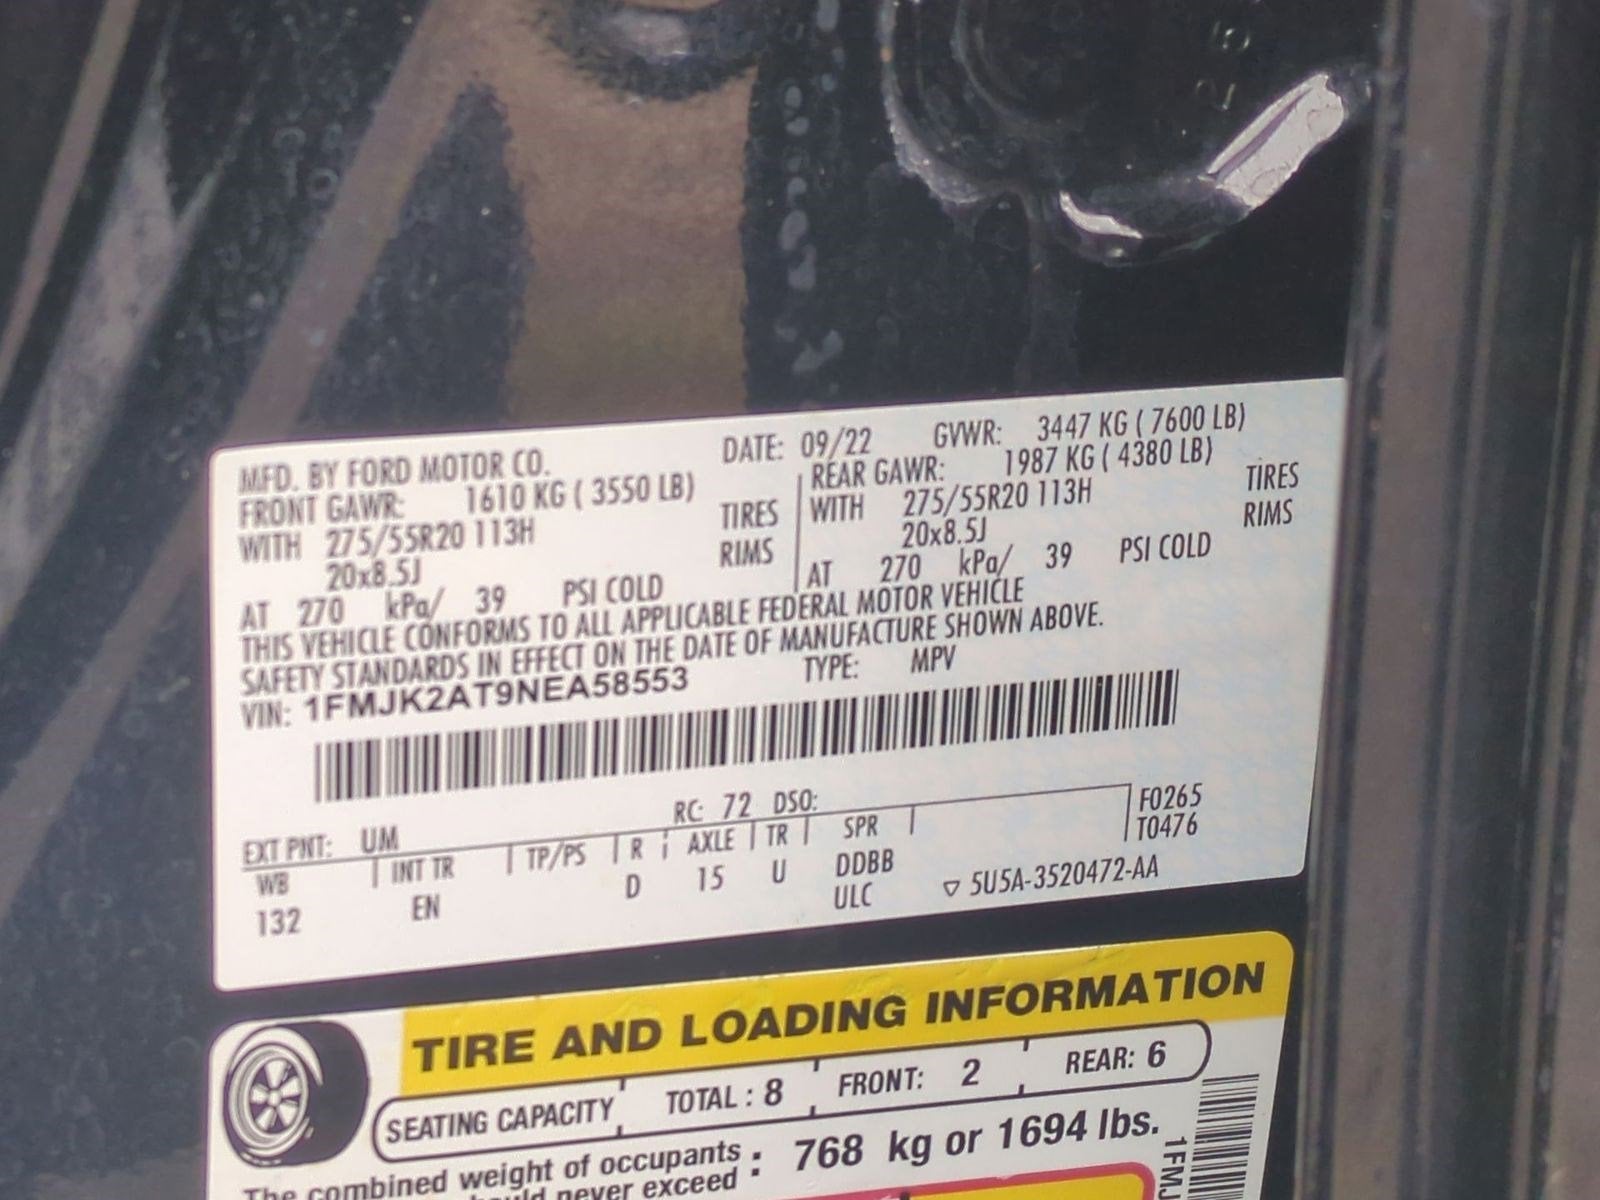 MFD. BY FORD MOTOR CO. DATE: 09/22 GVWR: 3447 KG ( 7600 LB)
FRONT GAWR: 1610 KG ( 3550 LB) REAR GAWR: 1987 KG ( 4380 LB)
WITH 275/55R20 113H TIRES WITH 275/55R20 113H TIRES
20x8.5J RIMS 20x8.5J RIMS
AT 270 kPa/ 39 PSI COLD AT 270 kPa/ 39 PSI COLD
THIS VEHICLE CONFORMS TO ALL APPLICABLE FEDERAL MOTOR VEHICLE
SAFETY STANDARDS IN EFFECT ON THE DATE OF MANUFACTURE SHOWN ABOVE.
VIN: 1FMJK2AT9NEA58553 TYPE: MPV
EXT PNT: UM RC: 72 DSO: F0265
WB INT TR TP/PS R AXLE TR SPR T0476
132 EN D 15 U DDBB
ULC 5U5A-3520472-AA
TIRE AND LOADING INFORMATION
SEATING CAPACITY TOTAL : 8 FRONT: 2 REAR: 6
The combined weight of occupants : 768 kg or 1694 lbs.
never exceed
1FMJ